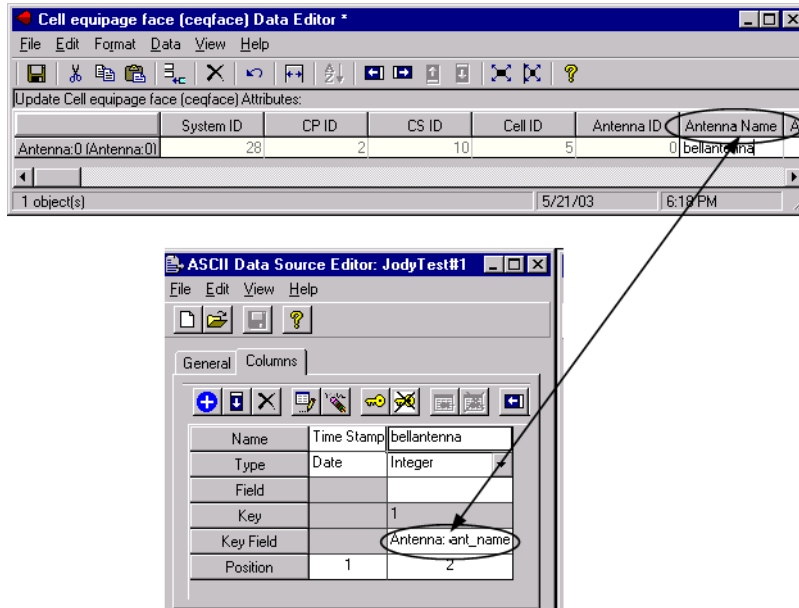 Cell equipage face (ceqface) Data Editor *
File Edit Format Data View Help
Update Cell equipage face (ceqface) Attributes:
System ID CP ID CS ID Cell ID Antenna ID Antenna Name A
Antenna:0 (Antenna:0) 28 2 10 5 0 bellantenna
1 object(s) 5/21/03 6:18 PM
ASCII Data Source Editor: JodyTest#1
File Edit View Help
General Columns
Name Time Stamp bellantenna
Type Date Integer
Field
Key 1
Key Field Antenna: ant_name
Position 1 2